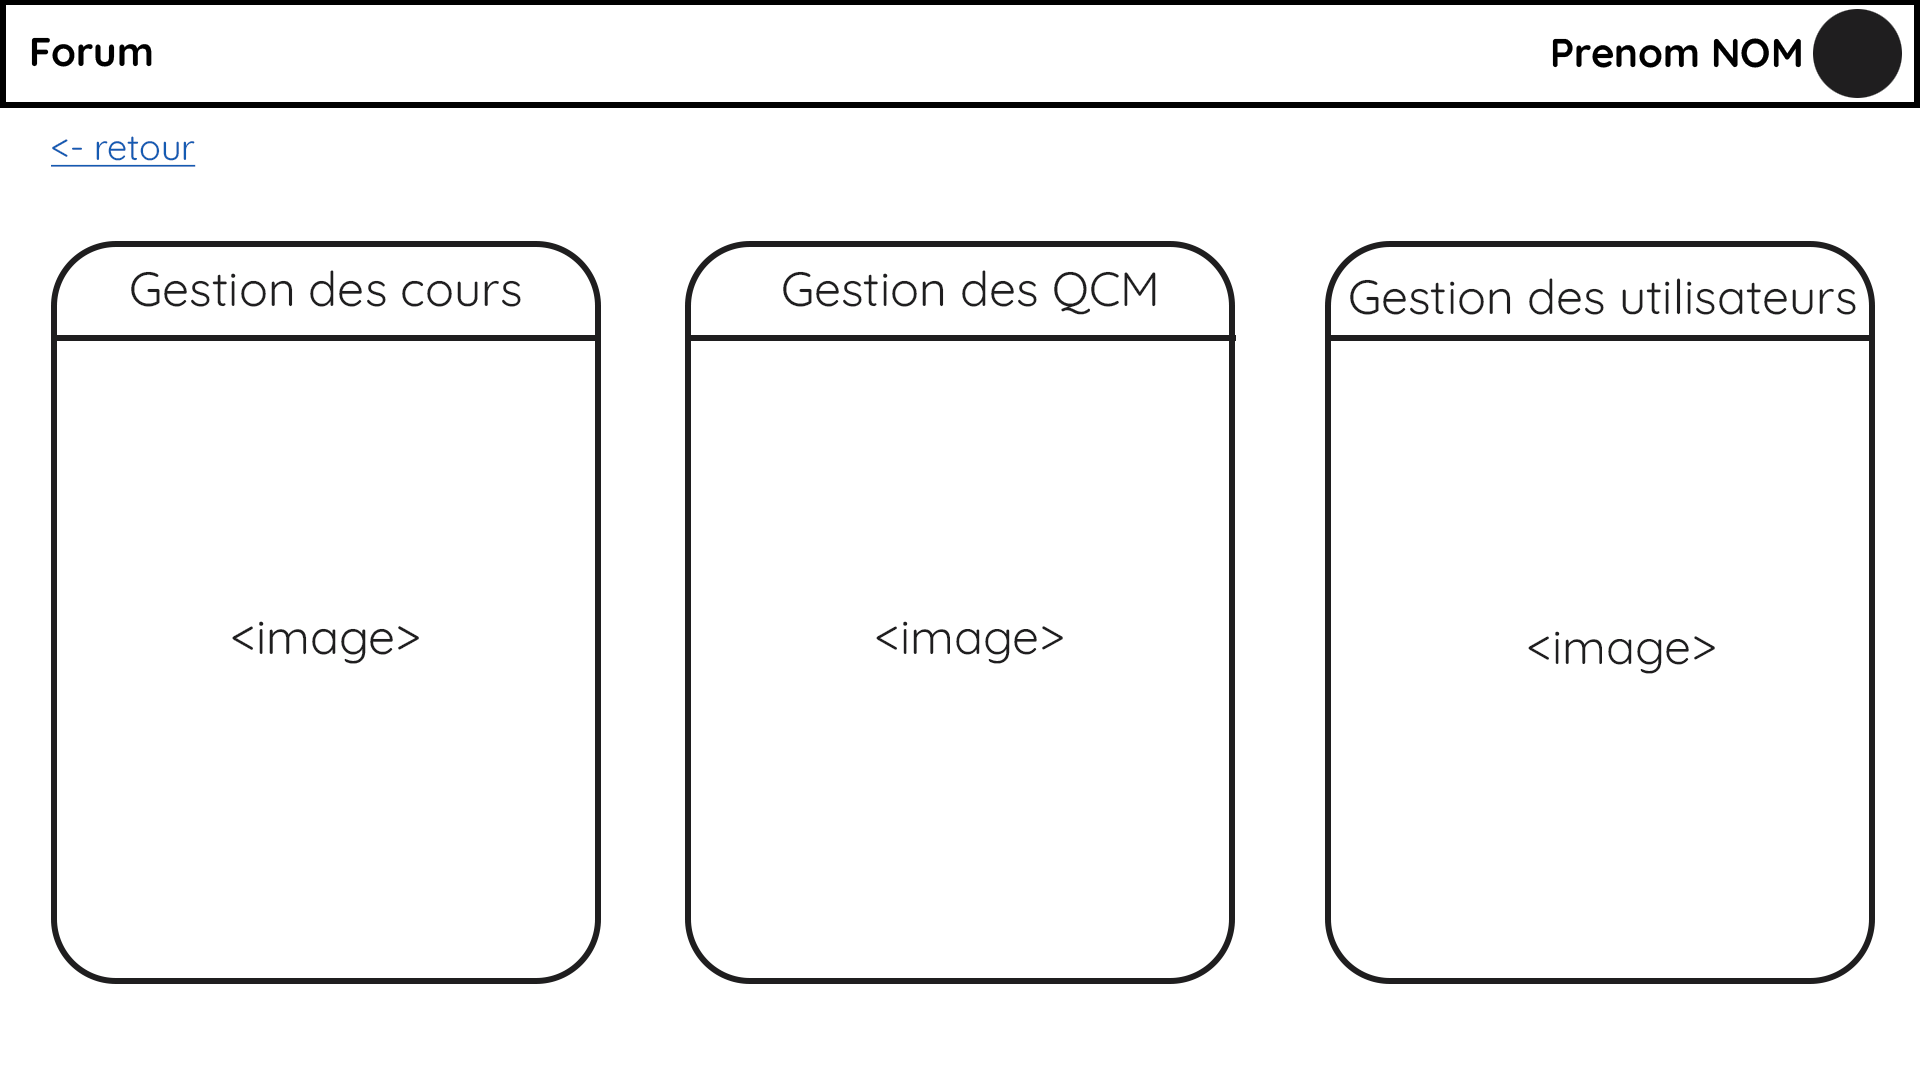 Forum
Prenom NOM
<- retour
Gestion des cours
Gestion des QCM
Gestion des utilisateurs
<image>
<image>
<image>